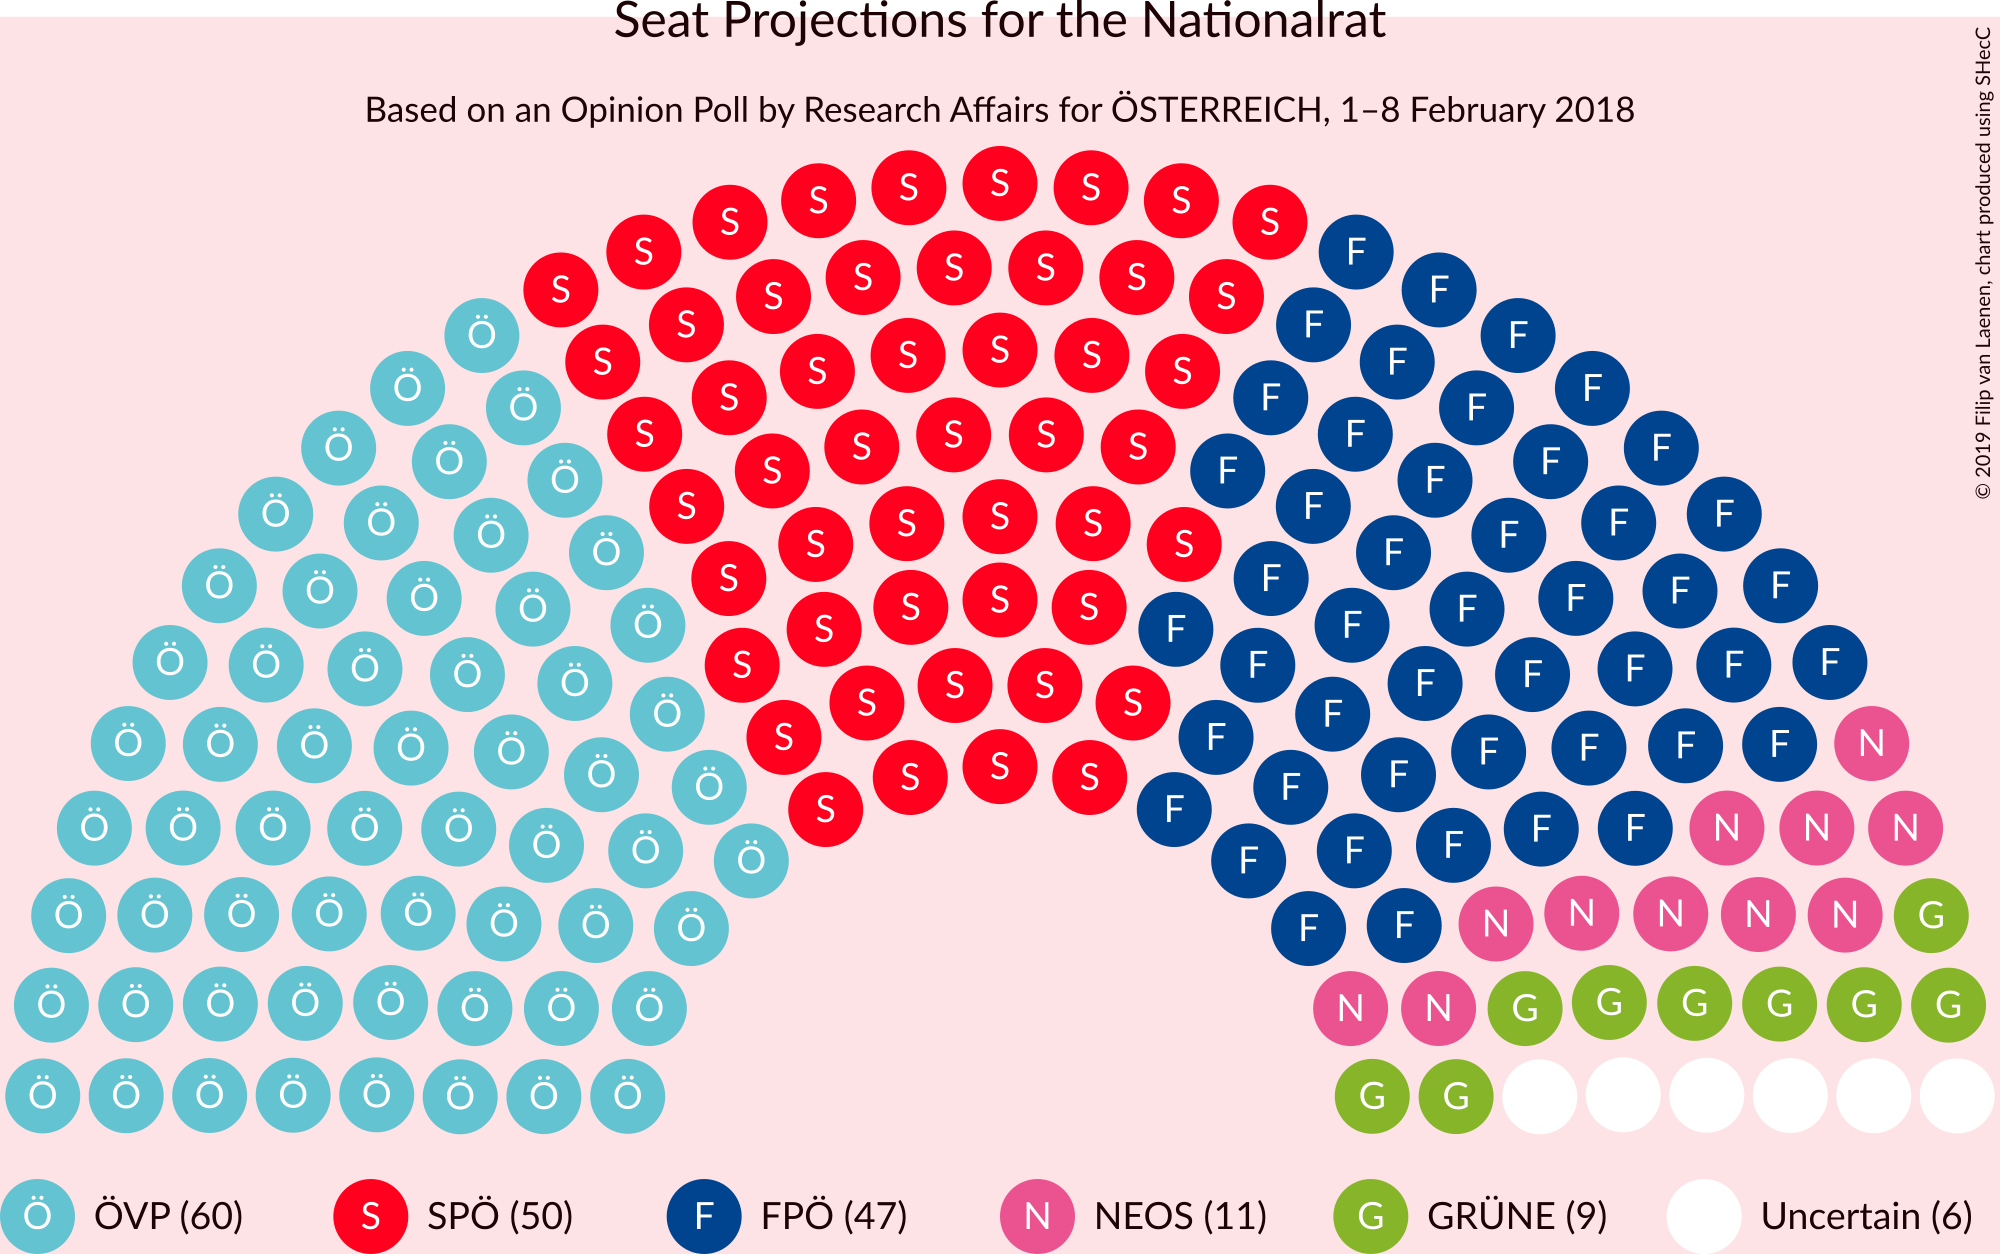 Seat Projections for the Nationalrat
Based on an Opinion Poll by Research Affairs for ÖSTERREICH, 1–8 February 2018
© 2019 Filip van Laenen, chart produced using SHecC
S S S S S S S
S S F
S S S S S S F
Ö S S F F
S S S S S F
Ö Ö S S F F F
Ö Ö S S S S S F F F
Ö Ö S S F F F
Ö Ö Ö S S S S S F F F F
Ö Ö Ö Ö S S F F F F
Ö Ö Ö Ö S S S S S F F F F F
Ö Ö Ö Ö Ö S F F F F F
Ö Ö S S S S F F
Ö Ö Ö Ö Ö Ö S F F F F F N
Ö Ö S S S S F F
Ö Ö Ö Ö Ö Ö Ö Ö F F F F F N N N
Ö Ö Ö Ö Ö Ö Ö Ö F F N N N N N G
Ö Ö Ö Ö Ö Ö Ö Ö N N G G G G G G
Ö Ö Ö Ö Ö Ö Ö Ö G G
Ö ÖVP (60) S SPÖ (50) F FPÖ (47) N NEOS (11) G GRÜNE (9) Uncertain (6)